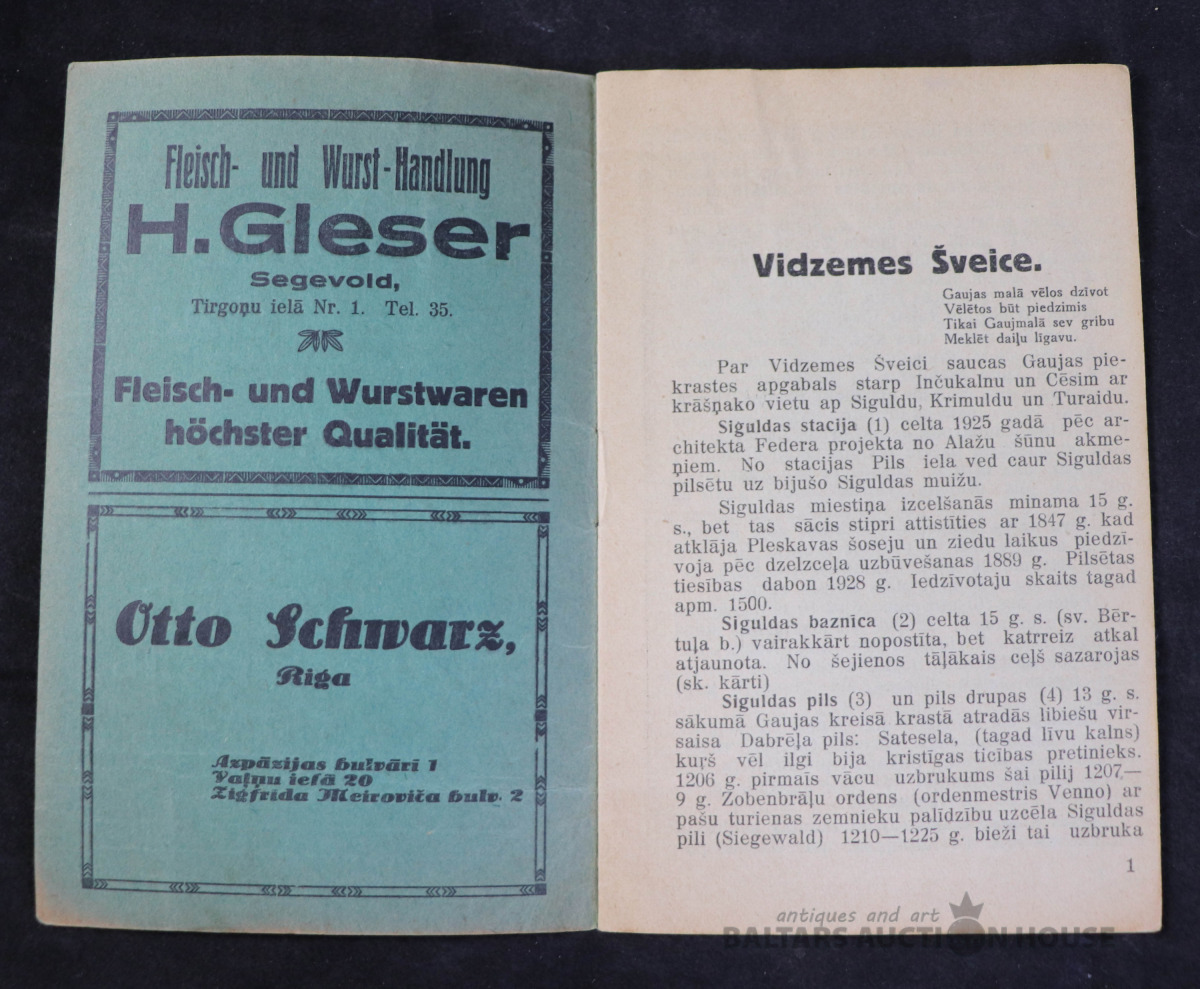 Fleisch- und Wurst-Handlung
H. Gleser
Segevold,
Tirgoņu ielā Nr. 1. Tel. 35.
Fleisch- und Wurstwaren
höchster Qualität.
Otto Schwarz,
Riga
Azpāzijas bulvārī 1
Vaļņu ielā 20
Zigfrīda Meiroviča bulv. 2
Vidzemes Šveice.
Gaujas malā vēlos dzīvot
Vēlētos būt piedzimis
Tikai Gaujmalā sev gribu
Meklēt daiļu līgavu.
Par Vidzemes Šveici saucas Gaujas pie-
krastes apgabals starp Inčukalnu un Cēsim ar
krāšņako vietu ap Siguldu, Krimuldu un Turaidu.
Siguldas stacija (1) celta 1925 gadā pēc ar-
chitekta Federa projekta no Alažu šūnu akme-
ņiem. No stacijas Pils iela ved caur Siguldas
pilsētu uz bijušo Siguldas muižu.
Siguldas miestiņa izcelšanās minama 15 g.
s., bet tas sācis stipri attistīties ar 1847 g. kad
atklāja Pleskavas šoseju un ziedu laikus piedzī-
voja pēc dzelzceļa uzbūvešanas 1889 g. Pilsētas
tiesības dabon 1928 g. Iedzīvotaju skaits tagad
apm. 1500.
Siguldas baznica (2) celta 15 g. s. (sv. Bēr-
tuļa b.) vairakkārt nopostīta, bet katrreiz atkal
atjaunota. No šejienos tāļākais ceļš sazarojas
(sk. kārti)
Siguldas pils (3) un pils drupas (4) 13 g. s.
sākumā Gaujas kreisā krastā atradās libiešu vir-
saisa Dabrēļa pils: Satesela, (tagad līvu kalns)
kuŗš vēl ilgi bija kristīgas ticības pretinieks.
1206 g. pirmais vācu uzbrukums šai pilij 1207—
9 g. Zobenbrāļu ordens (ordenmestris Venno) ar
pašu turienas zemnieku palīdzību uzcēla Siguldas
pili (Siegewald) 1210—1225 g. bieži tai uzbruka
1
antiques and art
BALTARS AUCTION HOUSE